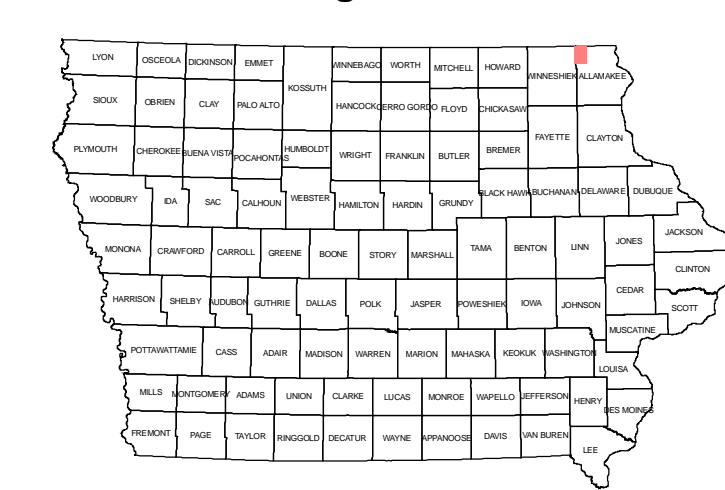 LYON OSCEOLA DICKINSON EMMET WINNEBAGO WORTH MITCHELL HOWARD WINNESHIEK ALLAMAKEE
KOSSUTH
SIOUX OBRIEN CLAY PALO ALTO HANCOCK CERRO GORDO FLOYD CHICKASAW
FAYETTE CLAYTON
PLYMOUTH CHEROKEE BUENA VISTA POCAHONTAS HUMBOLDT WRIGHT FRANKLIN BUTLER BREMER
WOODBURY IDA SAC CALHOUN WEBSTER HAMILTON HARDIN GRUNDY BLACK HAWK BUCHANAN DELAWARE DUBUQUE
MONONA CRAWFORD CARROLL GREENE BOONE STORY MARSHALL TAMA BENTON LINN JONES JACKSON
CEDAR CLINTON
HARRISON SHELBY AUDUBON GUTHRIE DALLAS POLK JASPER POWESHIEK IOWA JOHNSON SCOTT
MUSCATINE
POTTAWATTAMIE CASS ADAIR MADISON WARREN MARION MAHASKA KEOKUK WASHINGTON
LOUISA
MILLS MONTGOMERY ADAMS UNION CLARKE LUCAS MONROE WAPELLO JEFFERSON HENRY DES MOINES
FREMONT PAGE TAYLOR RINGGOLD DECATUR WAYNE APPANOOSE DAVIS VAN BUREN
LEE